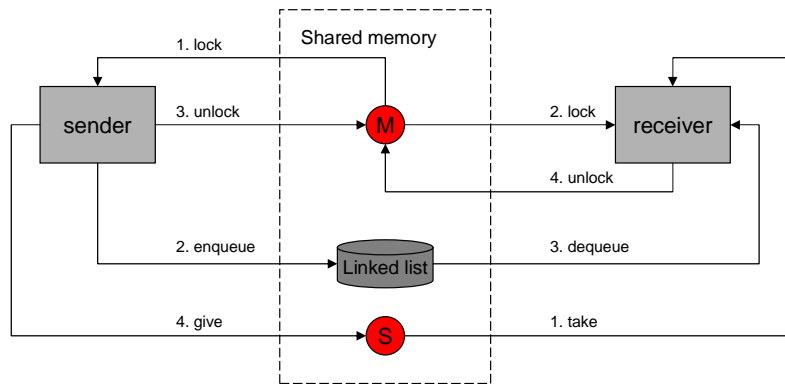 Shared memory
1. lock
sender
3. unlock
M
2. lock
receiver
4. unlock
2. enqueue
Linked list
3. dequeue
4. give
S
1. take